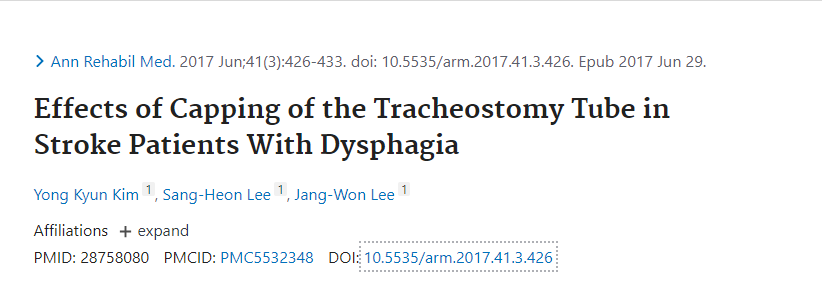 Ann Rehabil Med. 2017 Jun;41(3):426-433. doi: 10.5535/arm.2017.41.3.426. Epub 2017 Jun 29.
Effects of Capping of the Tracheostomy Tube in
Stroke Patients With Dysphagia
Yong Kyun Kim 1, Sang-Heon Lee 1, Jang-Won Lee 1
Affiliations + expand
PMID: 28758080 PMCID: PMC5532348 DOI: 10.5535/arm.2017.41.3.426